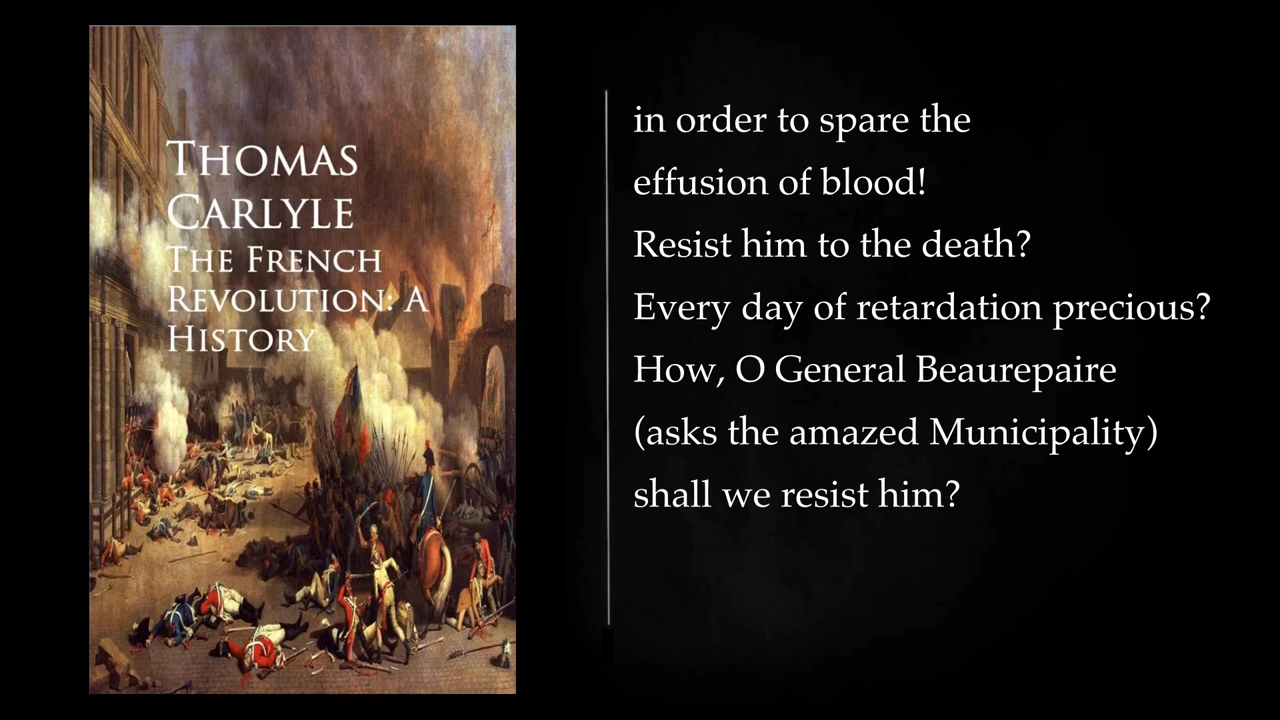 THOMAS
CARLYLE
THE FRENCH
REVOLUTION: A
HISTORY
in order to spare the
effusion of blood!
Resist him to the death?
Every day of retardation precious?
How, O General Beaurepaire
(asks the amazed Municipality)
shall we resist him?